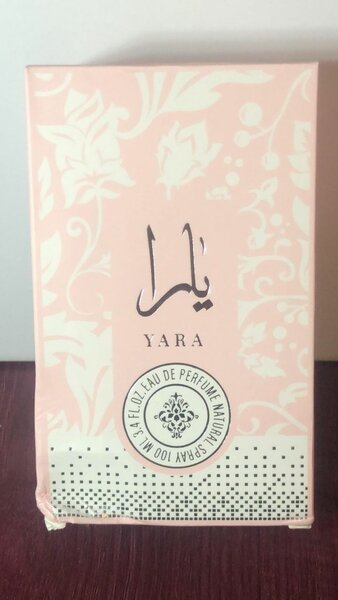 يارا
YARA
EAU DE PERFUME NATURAL SPRAY 100 ML 3.4 FL.OZ.